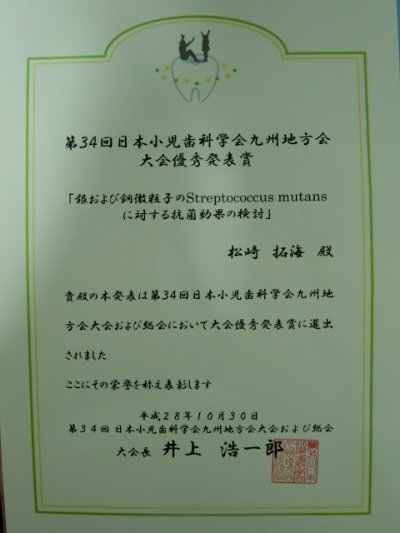 第34回日本小児歯科学会九州地方会
大会優秀発表賞
「銀および銅微粒子のStreptococcus mutans
に対する抗菌効果の検討」
松崎 拓海 殿
貴殿の本発表は第34回日本小児歯科学会九州地
方会大会および総会において大会優秀発表賞に選出
されました
ここにその栄誉を称え表彰します
平成28年10月30日
第34回日本小児歯科学会九州地方会大会および総会
大会長 井上 浩一郎